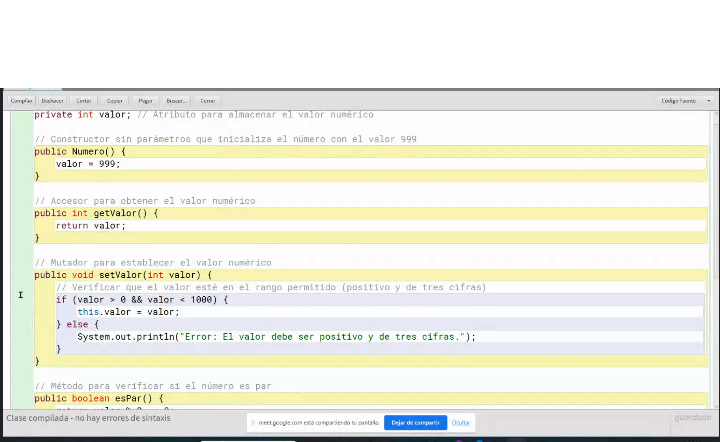 Compilar Deshacer Cortar Copiar Pegar Buscar... Cerrar Código Fuente
private int valor; // Atributo para almacenar el valor numérico
// Constructor sin parámetros que inicializa el número con el valor 999
public Numero() {
valor = 999;
}
// Accesor para obtener el valor numérico
public int getValor() {
return valor;
}
// Mutador para establecer el valor numérico
public void setValor(int valor) {
// Verificar que el valor esté en el rango permitido (positivo y de tres cifras)
if (valor > 0 && valor < 1000) {
this.valor = valor;
} else {
System.out.println("Error: El valor debe ser positivo y de tres cifras.");
}
}
// Método para verificar si el número es par
public boolean esPar() {
Clase compilada - no hay errores de sintaxis
meet.google.com está compartiendo tu pantalla.
Dejar de compartir
Ocultar
guardado